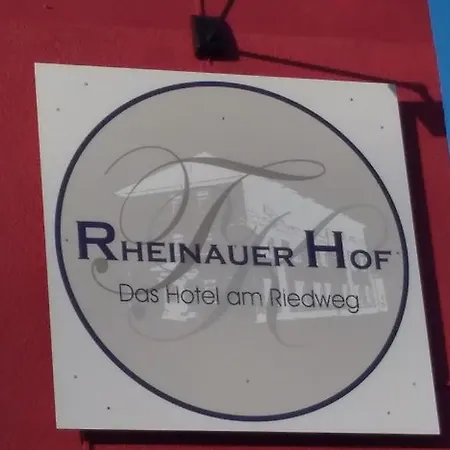 Rheinauer Hof
Das Hotel am Riedweg